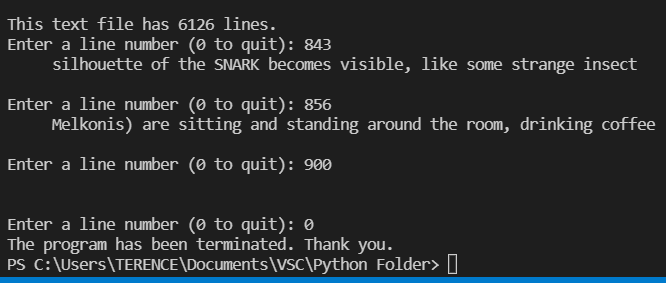 This text file has 6126 lines.
Enter a line number (0 to quit): 843
silhouette of the SNARK becomes visible, like some strange insect
Enter a line number (0 to quit): 856
Melkonis) are sitting and standing around the room, drinking coffee
Enter a line number (0 to quit): 900
Enter a line number (0 to quit): 0
The program has been terminated. Thank you.
PS C:\Users\TERENCE\Documents\VSC\Python Folder>